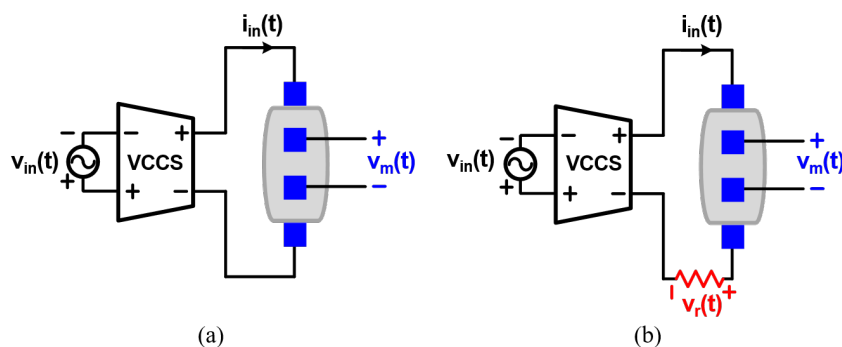 i_in(t)
−
−
+
v_in(t)
VCCS
+
+
−
+
v_m(t)
−
(a)
i_in(t)
−
−
+
v_in(t)
VCCS
+
+
−
+
v_m(t)
−
−
v_r(t)
+
(b)